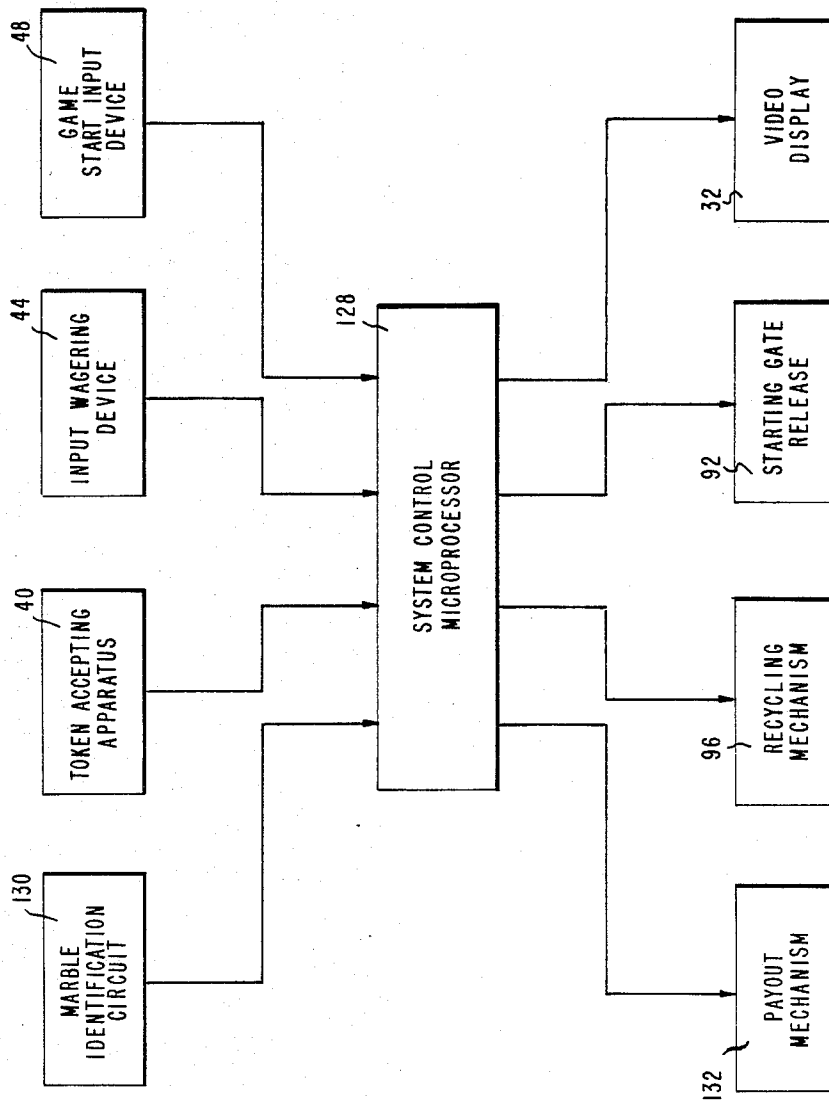 130
MARBLE
IDENTIFICATION
CIRCUIT
40
TOKEN ACCEPTING
APPARATUS
44
INPUT WAGERING
DEVICE
48
GAME
START INPUT
DEVICE
128
SYSTEM CONTROL
MICROPROCESSOR
132
PAYOUT
MECHANISM
96
RECYCLING
MECHANISM
92
STARTING GATE
RELEASE
32
VIDEO
DISPLAY